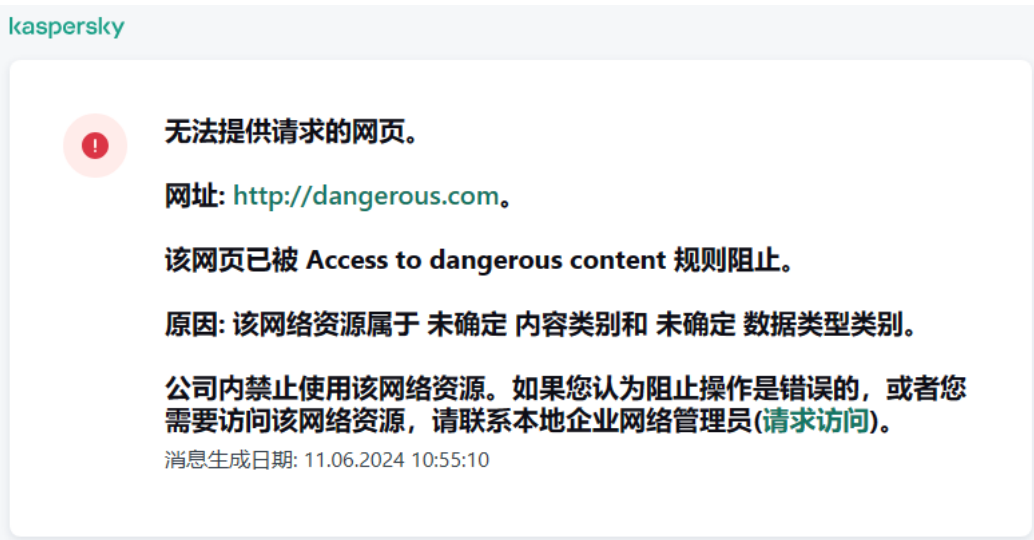 kaspersky
无法提供请求的网页。
网址: http://dangerous.com。
该网页已被 Access to dangerous content 规则阻止。
原因: 该网络资源属于 未确定 内容类别和 未确定 数据类型类别。
公司内禁止使用该网络资源。如果您认为阻止操作是错误的，或者您
需要访问该网络资源，请联系本地企业网络管理员(请求访问)。
消息生成日期: 11.06.2024 10:55:10